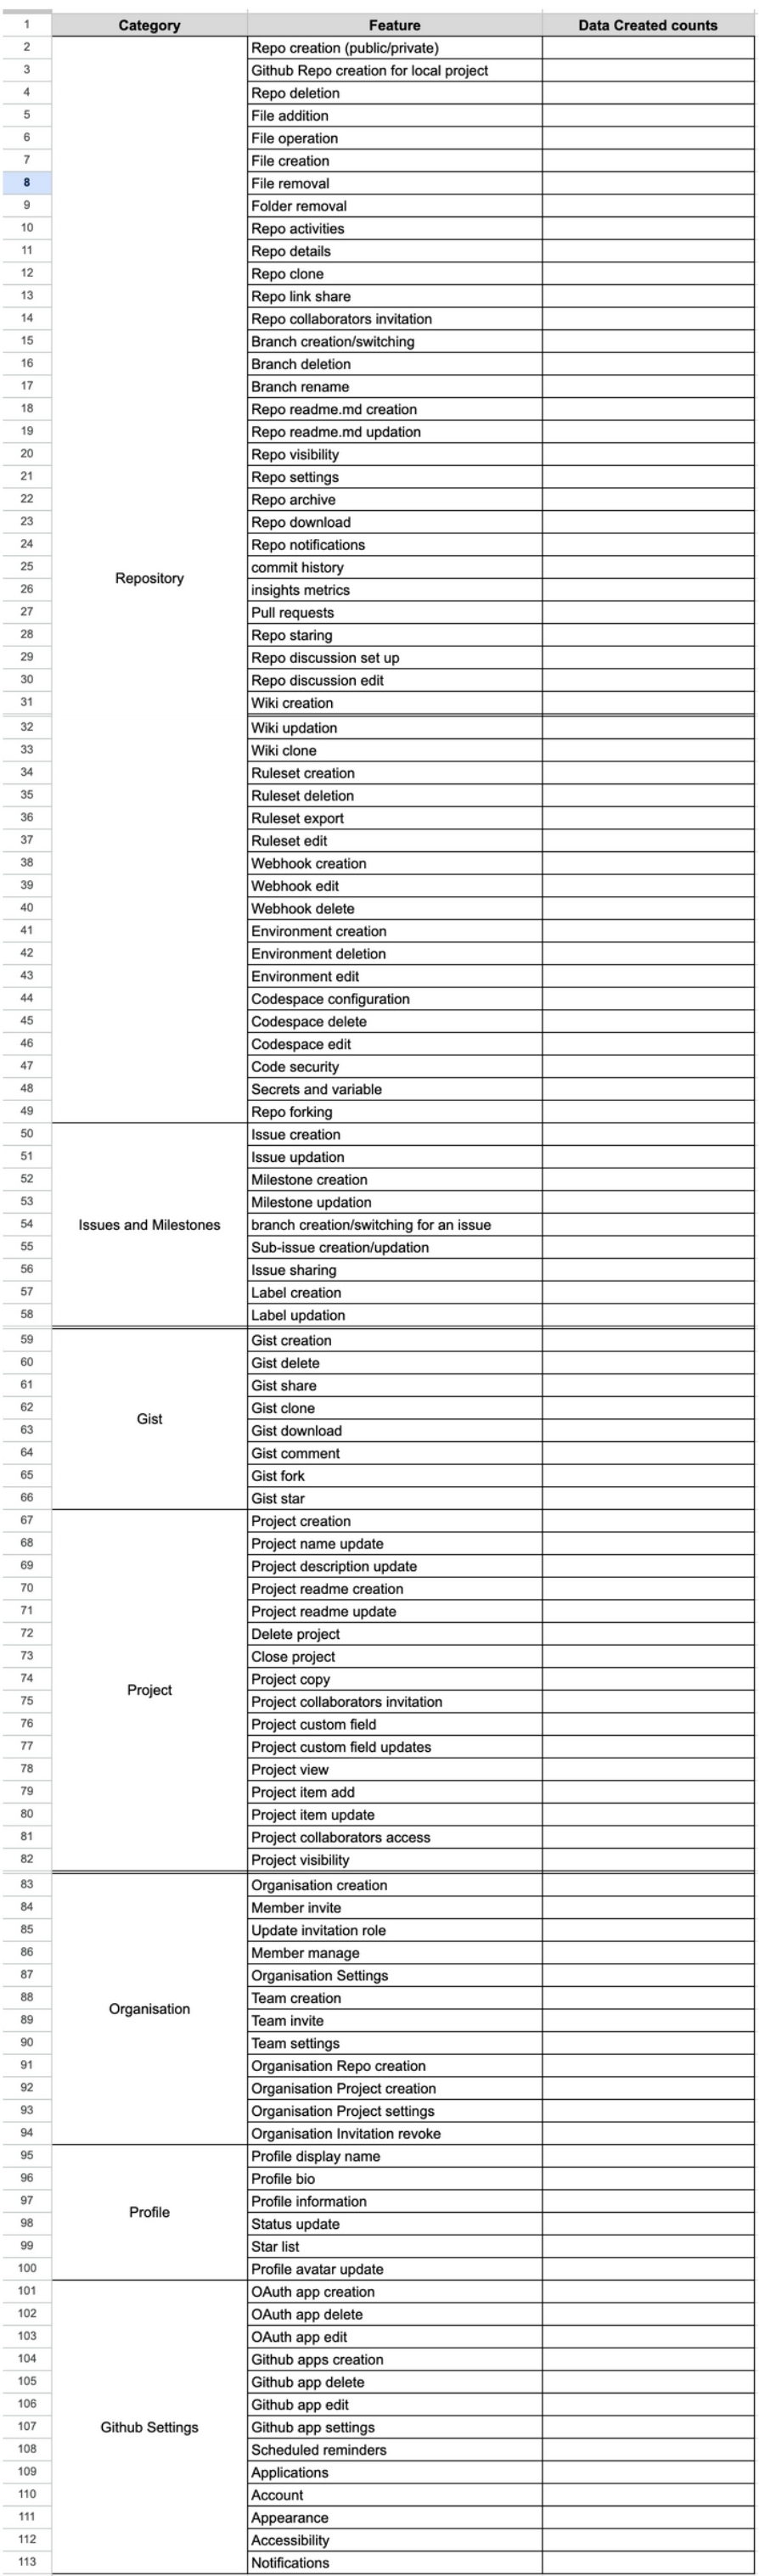 1 Category Feature Data Created counts
2 Repo creation (public/private)
3 Github Repo creation for local project
4 Repo deletion
5 File addition
6 File operation
7 File creation
8 File removal
9 Folder removal
10 Repo activities
11 Repo details
12 Repo clone
13 Repo link share
14 Repo collaborators invitation
15 Branch creation/switching
16 Branch deletion
17 Branch rename
18 Repo readme.md creation
19 Repo readme.md updation
20 Repo visibility
21 Repo settings
22 Repo archive
23 Repo download
24 Repo notifications
25 commit history
Repository
26 insights metrics
27 Pull requests
28 Repo staring
29 Repo discussion set up
30 Repo discussion edit
31 Wiki creation
32 Wiki updation
33 Wiki clone
34 Ruleset creation
35 Ruleset deletion
36 Ruleset export
37 Ruleset edit
38 Webhook creation
39 Webhook edit
40 Webhook delete
41 Environment creation
42 Environment deletion
43 Environment edit
44 Codespace configuration
45 Codespace delete
46 Codespace edit
47 Code security
48 Secrets and variable
49 Repo forking
50 Issue creation
51 Issue updation
52 Milestone creation
53 Milestone updation
54 Issues and Milestones branch creation/switching for an issue
55 Sub-issue creation/updation
56 Issue sharing
57 Label creation
58 Label updation
59 Gist creation
60 Gist delete
61 Gist share
62 Gist clone
Gist
63 Gist download
64 Gist comment
65 Gist fork
66 Gist star
67 Project creation
68 Project name update
69 Project description update
70 Project readme creation
71 Project readme update
72 Delete project
73 Close project
74 Project copy
Project
75 Project collaborators invitation
76 Project custom field
77 Project custom field updates
78 Project view
79 Project item add
80 Project item update
81 Project collaborators access
82 Project visibility
83 Organisation creation
84 Member invite
85 Update invitation role
86 Member manage
87 Organisation Settings
88 Team creation
Organisation
89 Team invite
90 Team settings
91 Organisation Repo creation
92 Organisation Project creation
93 Organisation Project settings
94 Organisation Invitation revoke
95 Profile display name
96 Profile bio
97 Profile information
Profile
98 Status update
99 Star list
100 Profile avatar update
101 OAuth app creation
102 OAuth app delete
103 OAuth app edit
104 Github apps creation
105 Github app delete
106 Github app edit
107 Github Settings Github app settings
108 Scheduled reminders
109 Applications
110 Account
111 Appearance
112 Accessibility
113 Notifications